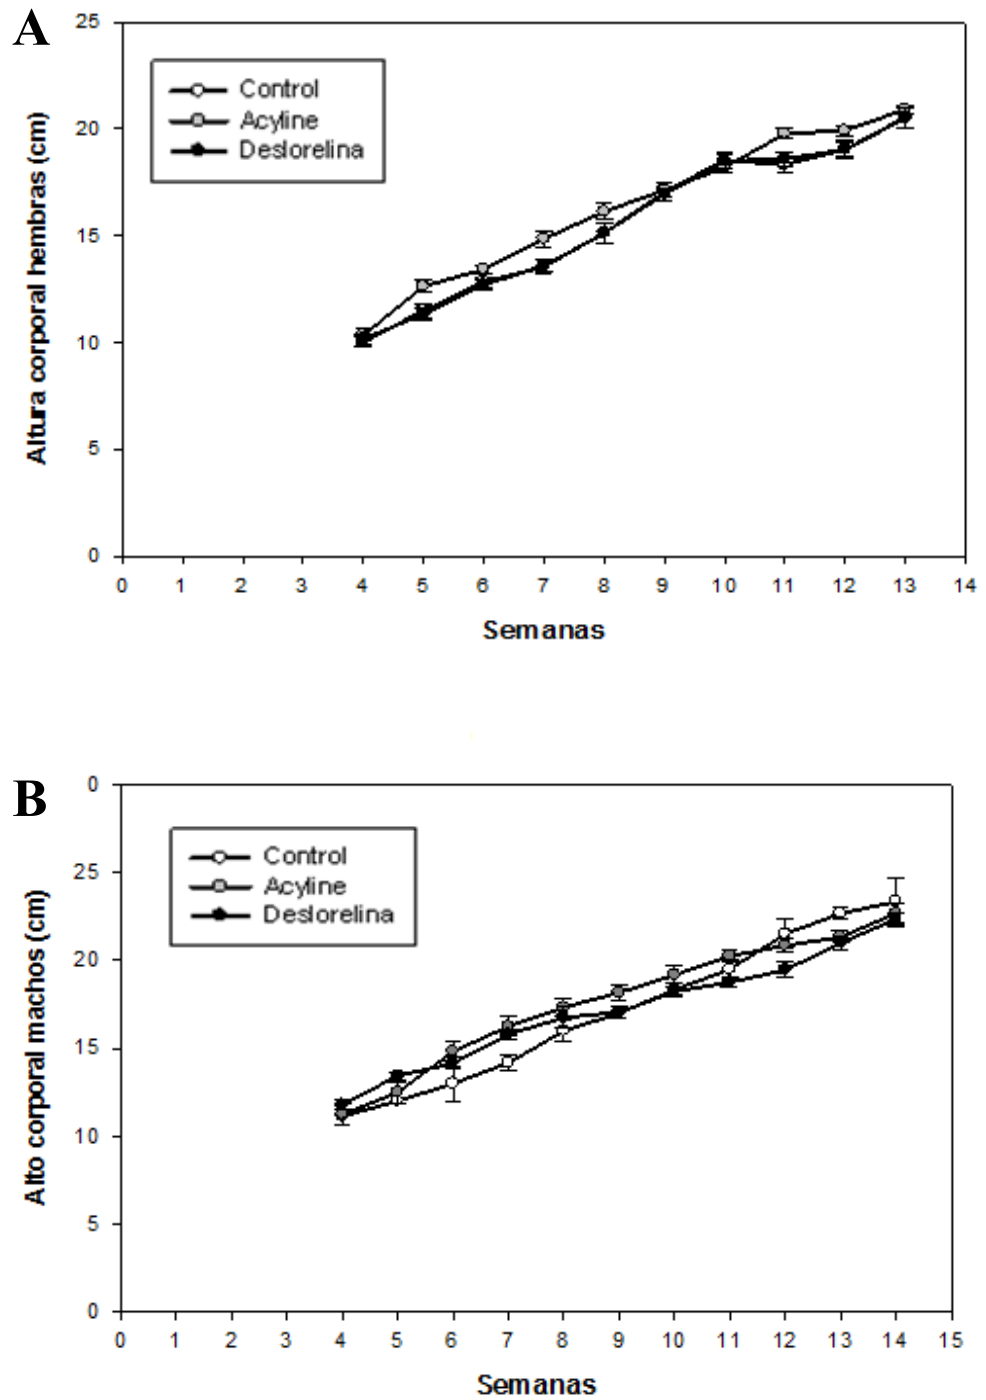 A
25
20
15
10
5
0
Altura corporal hembras (cm)
Control
Acyline
Deslorelina
0 1 2 3 4 5 6 7 8 9 10 11 12 13 14
Semanas
B
0
25
20
15
10
5
0
Alto corporal machos (cm)
Control
Acyline
Deslorelina
0 1 2 3 4 5 6 7 8 9 10 11 12 13 14 15
Semanas